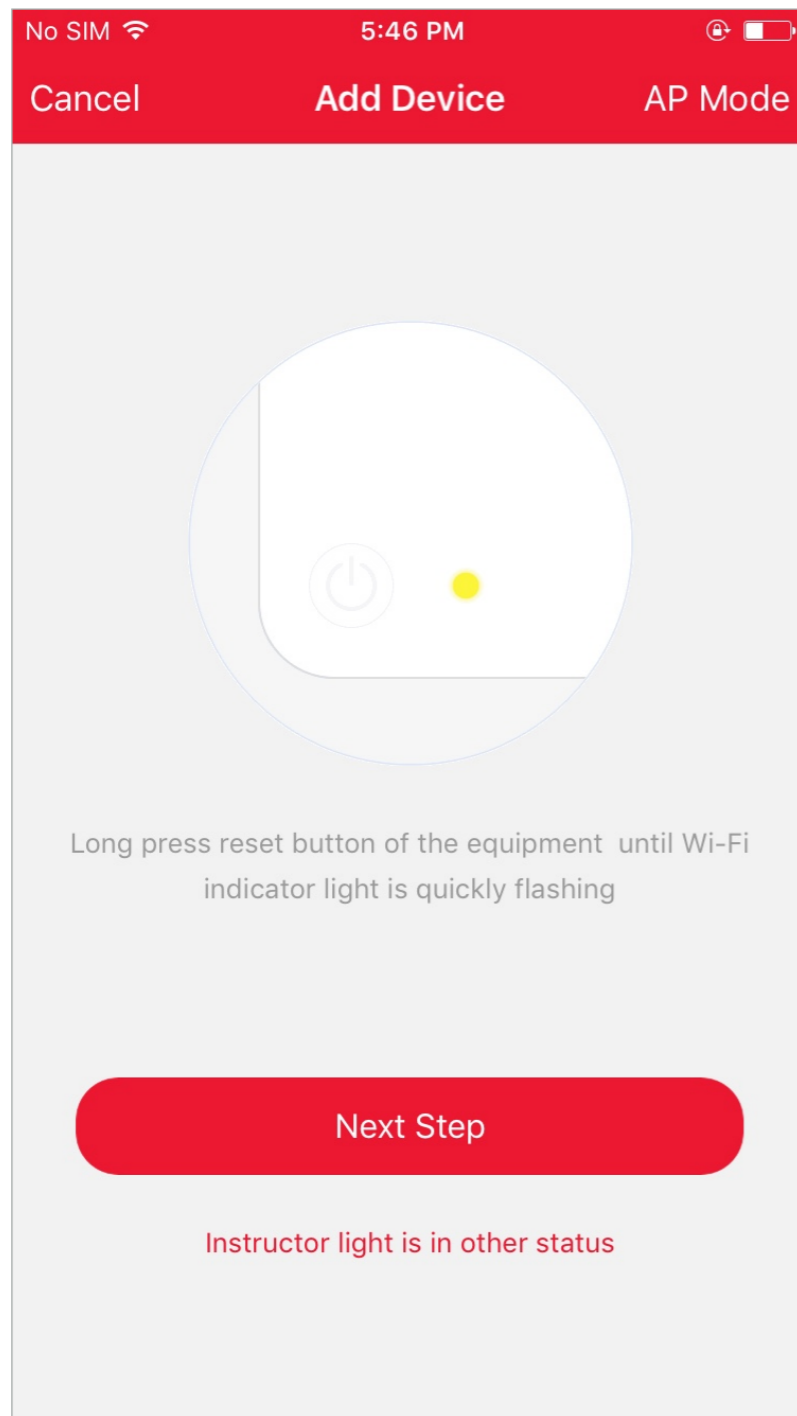 No SIM 5:46 PM
Cancel Add Device AP Mode
Long press reset button of the equipment  until Wi-Fi
indicator light is quickly flashing
Next Step
Instructor light is in other status